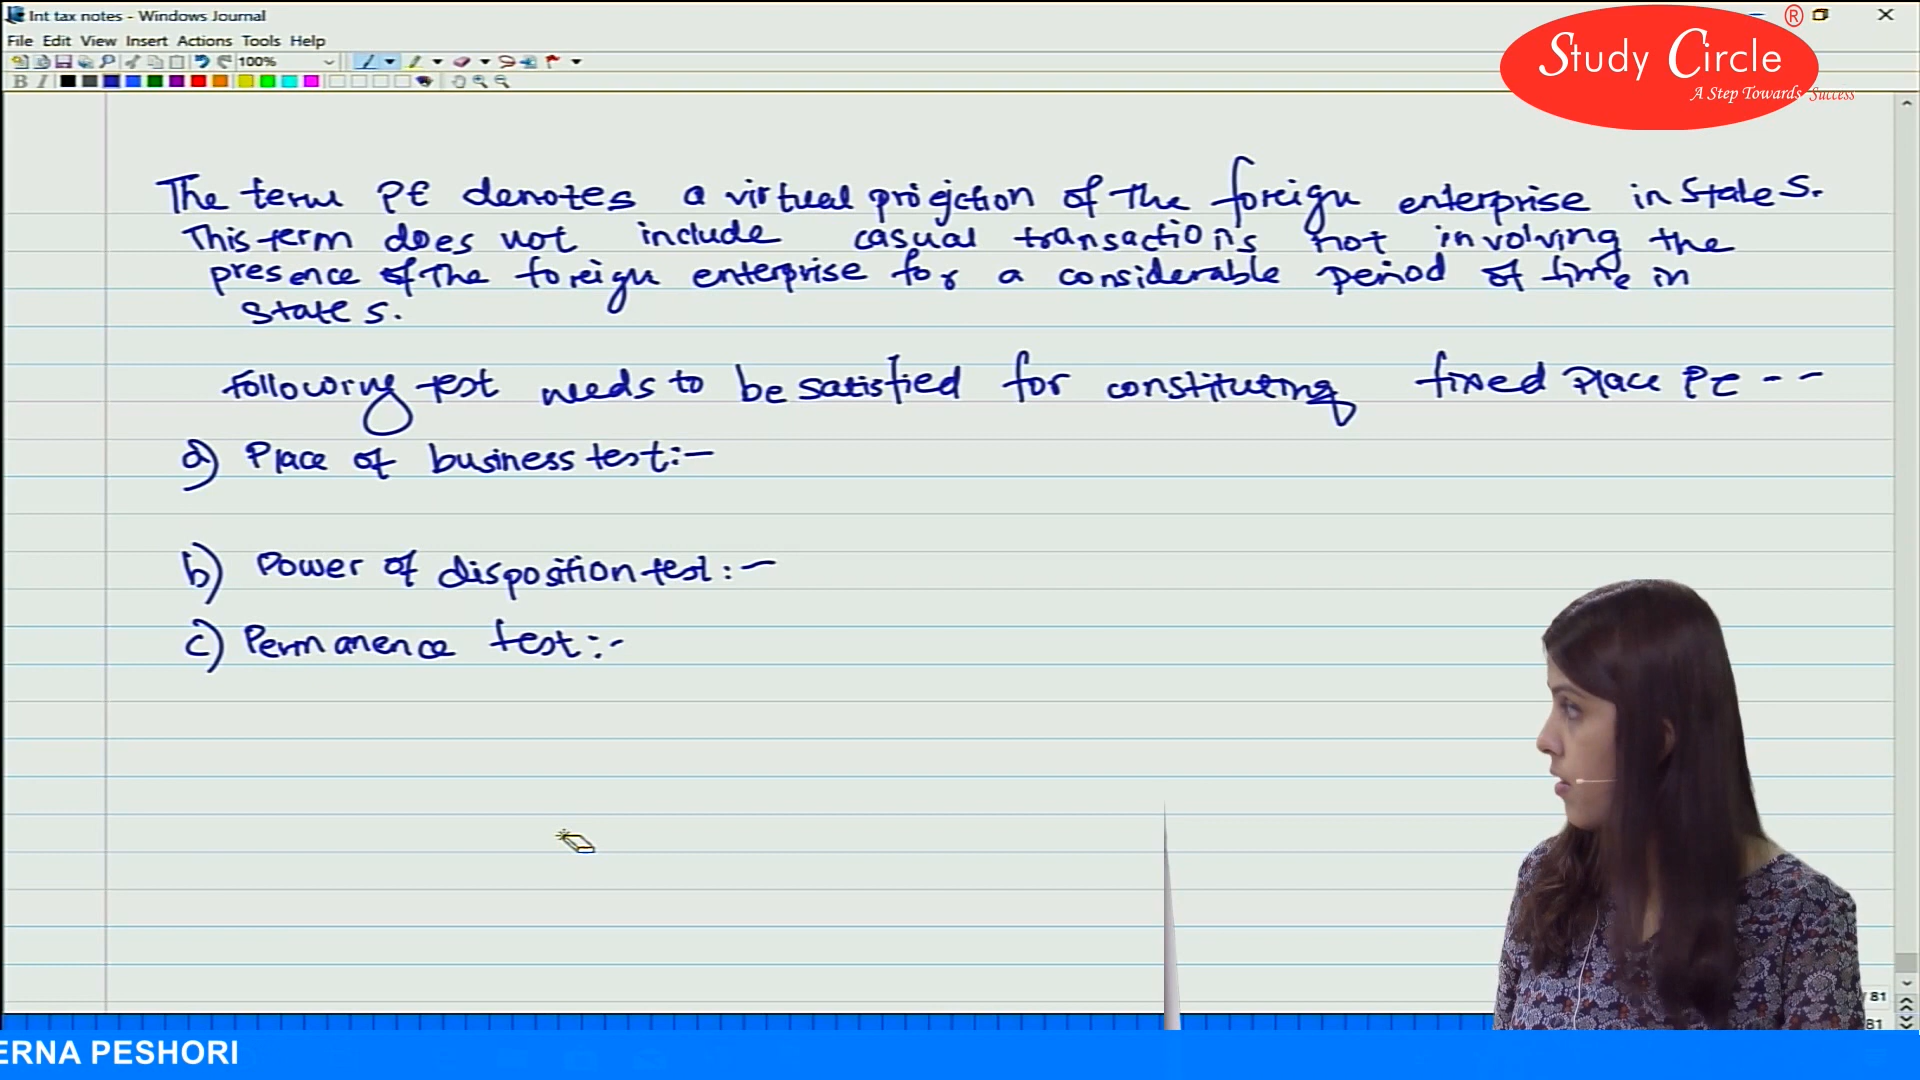 Int tax notes - Windows Journal
File Edit View Insert Actions Tools Help
100%
B I
®
Study Circle
A Step Towards Success
The term PE denotes a virtual projection of the foreign enterprise in State S.
This term does not include casual transactions not involving the
presence of the foreign enterprise for a considerable period of time in
State S.
following test needs to be satisfied for constituting fixed Place PE --
a) Place of business test:-
b) Power of disposition test:-
c) Permanence test:-
/ 81
81
ERNA PESHORI